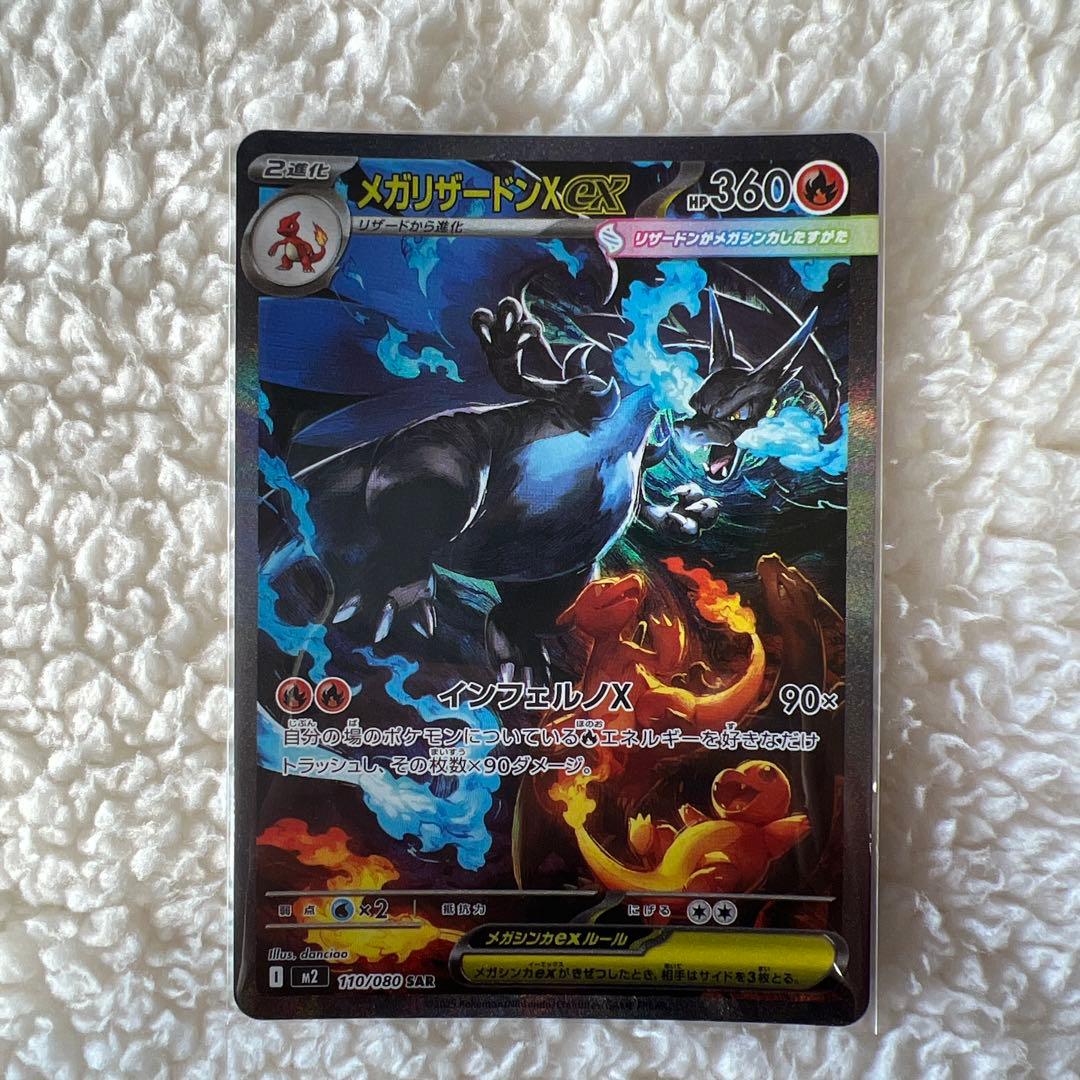 2進化
メガリザードンXex
HP360
リザードから進化
リザードンがメガシンカしたすがた
インフェルノX 90×
自分の場のポケモンについているエネルギーを好きなだけ
トラッシュし、その枚数×90ダメージ。
弱点 ×2 抵抗力 にげる
メガシンカexルール
メガシンカexがきぜつしたとき、相手はサイドを3枚とる。
Illus. danciao
I M2 110/080 SAR
©2025 Pokémon/Nintendo/Creatures/GAME FREAK